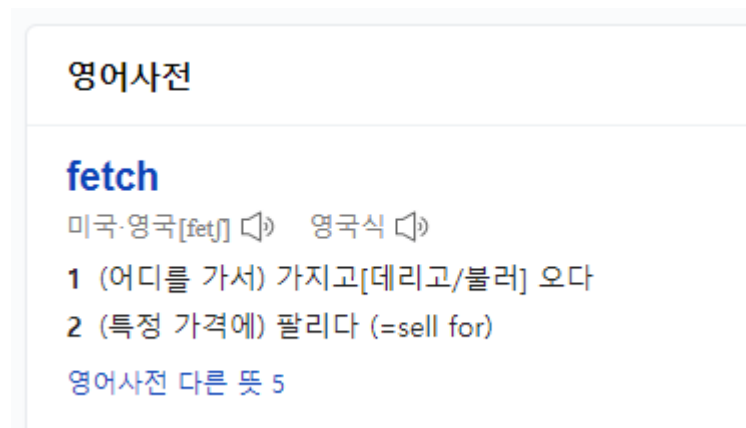 영어사전
fetch
미국·영국[fetʃ] 영국식
1 (어디를 가서) 가지고[데리고/불러] 오다
2 (특정 가격에) 팔리다 (=sell for)
영어사전 다른 뜻 5